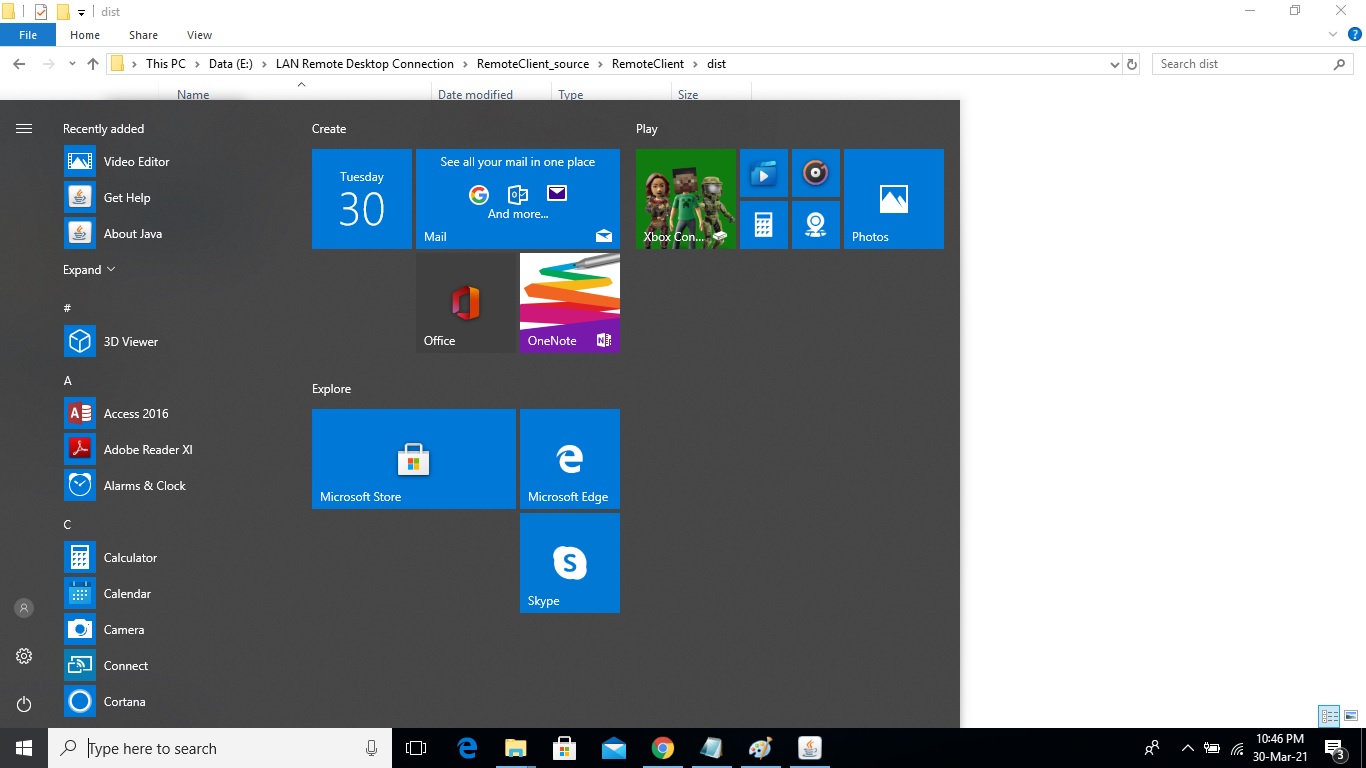 dist
File Home Share View
This PC Data (E:) LAN Remote Desktop Connection RemoteClient_source RemoteClient dist
Search dist
Name Date modified Type Size
Recently added
Video Editor
Get Help
About Java
Expand
#
3D Viewer
A
Access 2016
Adobe Reader XI
Alarms & Clock
C
Calculator
Calendar
Camera
Connect
Cortana
Create
Tuesday
30
See all your mail in one place
And more...
Mail
Office
OneNote
Explore
Microsoft Store
Microsoft Edge
Skype
Play
Xbox Con...
Photos
Type here to search
10:46 PM
30-Mar-21
3